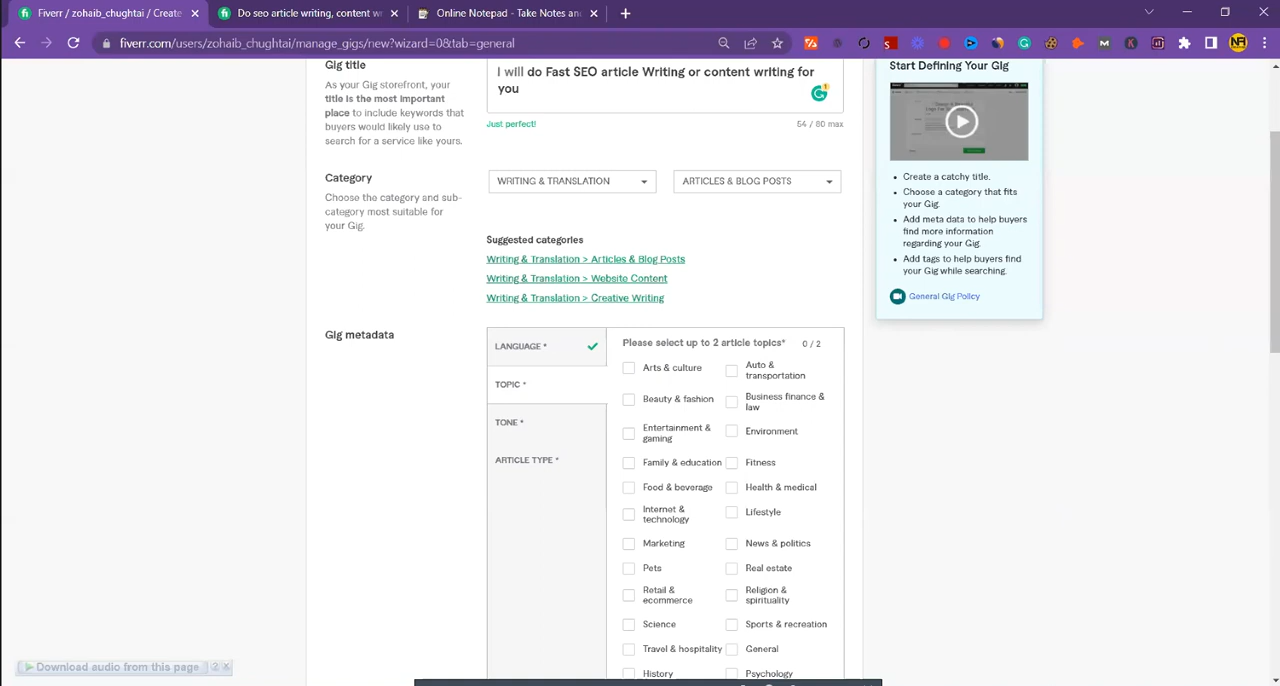 Fiverr / zohaib_chughtai / Create
Do seo article writing, content wr
Online Notepad - Take Notes an
fiverr.com/users/zohaib_chughtai/manage_gigs/new?wizard=0&tab=general
Gig title
As your Gig storefront, your
title is the most important
place to include keywords that
buyers would likely use to
search for a service like yours.
I will do Fast SEO article Writing or content writing for
you
Just perfect!
54 / 80 max
Category
Choose the category and sub-
category most suitable for
your Gig.
WRITING & TRANSLATION
ARTICLES & BLOG POSTS
Suggested categories
Writing & Translation > Articles & Blog Posts
Writing & Translation > Website Content
Writing & Translation > Creative Writing
Gig metadata
LANGUAGE *
TOPIC *
TONE *
ARTICLE TYPE *
Please select up to 2 article topics* 0 / 2
Arts & culture
Auto &
transportation
Beauty & fashion
Business finance &
law
Entertainment &
gaming
Environment
Family & education
Fitness
Food & beverage
Health & medical
Internet &
technology
Lifestyle
Marketing
News & politics
Pets
Real estate
Retail &
ecommerce
Religion &
spirituality
Science
Sports & recreation
Travel & hospitality
General
History
Psychology
Start Defining Your Gig
Create a catchy title.
Choose a category that fits
your Gig.
Add meta data to help buyers
find more information
regarding your Gig.
Add tags to help buyers find
your Gig while searching.
General Gig Policy
Download audio from this page ? x